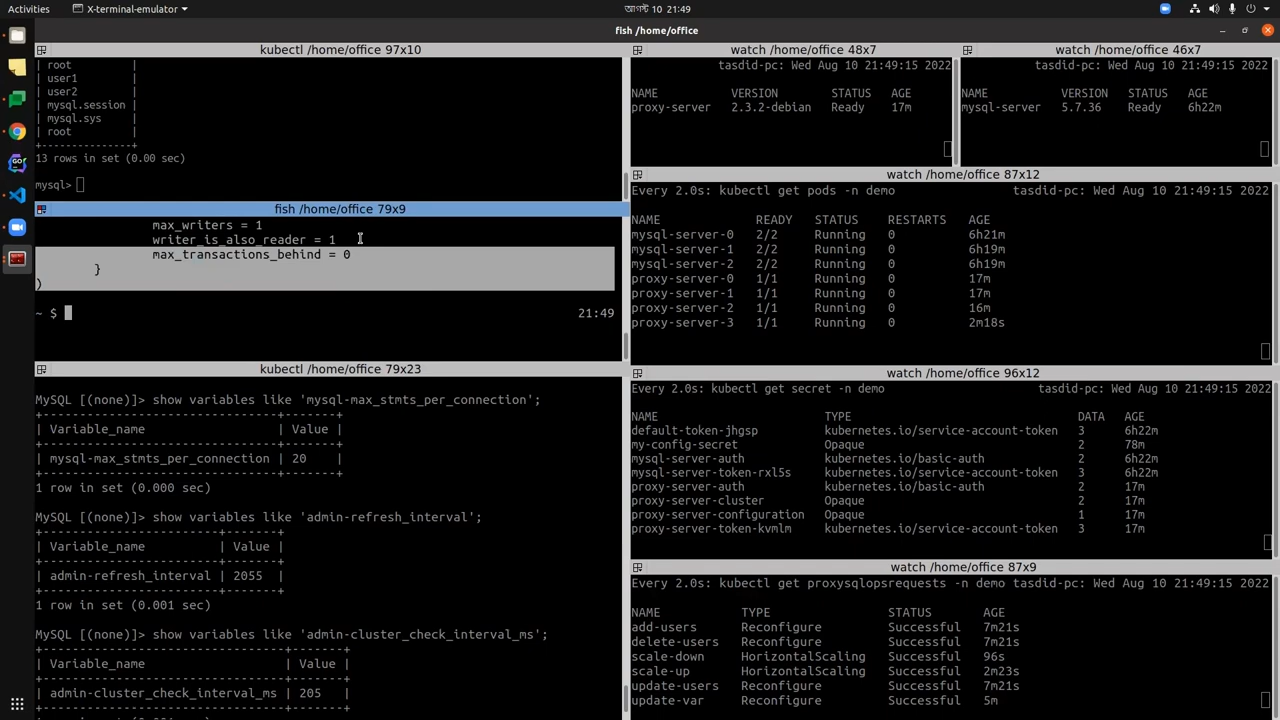 Activities
X-terminal-emulator
আগস্ট 10 21:49
fish /home/office
kubectl /home/office 97x10
| root |
| user1 |
| user2 |
| mysql.session |
| mysql.sys |
| root |
+---------------+
13 rows in set (0.00 sec)
mysql>
fish /home/office 79x9
max_writers = 1
writer_is_also_reader = 1
max_transactions_behind = 0
}
)
~ $
21:49
kubectl /home/office 79x23
MySQL [(none)]> show variables like 'mysql-max_stmts_per_connection';
+--------------------------------+-------+
| Variable_name | Value |
+--------------------------------+-------+
| mysql-max_stmts_per_connection | 20 |
+--------------------------------+-------+
1 row in set (0.000 sec)
MySQL [(none)]> show variables like 'admin-refresh_interval';
+------------------------+-------+
| Variable_name | Value |
+------------------------+-------+
| admin-refresh_interval | 2055 |
+------------------------+-------+
1 row in set (0.001 sec)
MySQL [(none)]> show variables like 'admin-cluster_check_interval_ms';
+---------------------------------+-------+
| Variable_name | Value |
+---------------------------------+-------+
| admin-cluster_check_interval_ms | 205 |
watch /home/office 48x7
tasdid-pc: Wed Aug 10 21:49:15 2022
NAME VERSION STATUS AGE
proxy-server 2.3.2-debian Ready 17m
watch /home/office 46x7
tasdid-pc: Wed Aug 10 21:49:15 2022
NAME VERSION STATUS AGE
mysql-server 5.7.36 Ready 6h22m
watch /home/office 87x12
Every 2.0s: kubectl get pods -n demo tasdid-pc: Wed Aug 10 21:49:15 2022
NAME READY STATUS RESTARTS AGE
mysql-server-0 2/2 Running 0 6h21m
mysql-server-1 2/2 Running 0 6h19m
mysql-server-2 2/2 Running 0 6h19m
proxy-server-0 1/1 Running 0 17m
proxy-server-1 1/1 Running 0 17m
proxy-server-2 1/1 Running 0 16m
proxy-server-3 1/1 Running 0 2m18s
watch /home/office 96x12
Every 2.0s: kubectl get secret -n demo tasdid-pc: Wed Aug 10 21:49:15 2022
NAME TYPE DATA AGE
default-token-jhgsp kubernetes.io/service-account-token 3 6h22m
my-config-secret Opaque 2 78m
mysql-server-auth kubernetes.io/basic-auth 2 6h22m
mysql-server-token-rxl5s kubernetes.io/service-account-token 3 6h22m
proxy-server-auth kubernetes.io/basic-auth 2 17m
proxy-server-cluster Opaque 2 17m
proxy-server-configuration Opaque 1 17m
proxy-server-token-kvmlm kubernetes.io/service-account-token 3 17m
watch /home/office 87x9
Every 2.0s: kubectl get proxysqlopsrequests -n demo tasdid-pc: Wed Aug 10 21:49:15 2022
NAME TYPE STATUS AGE
add-users Reconfigure Successful 7m21s
delete-users Reconfigure Successful 7m21s
scale-down HorizontalScaling Successful 96s
scale-up HorizontalScaling Successful 2m23s
update-users Reconfigure Successful 7m21s
update-var Reconfigure Successful 5m